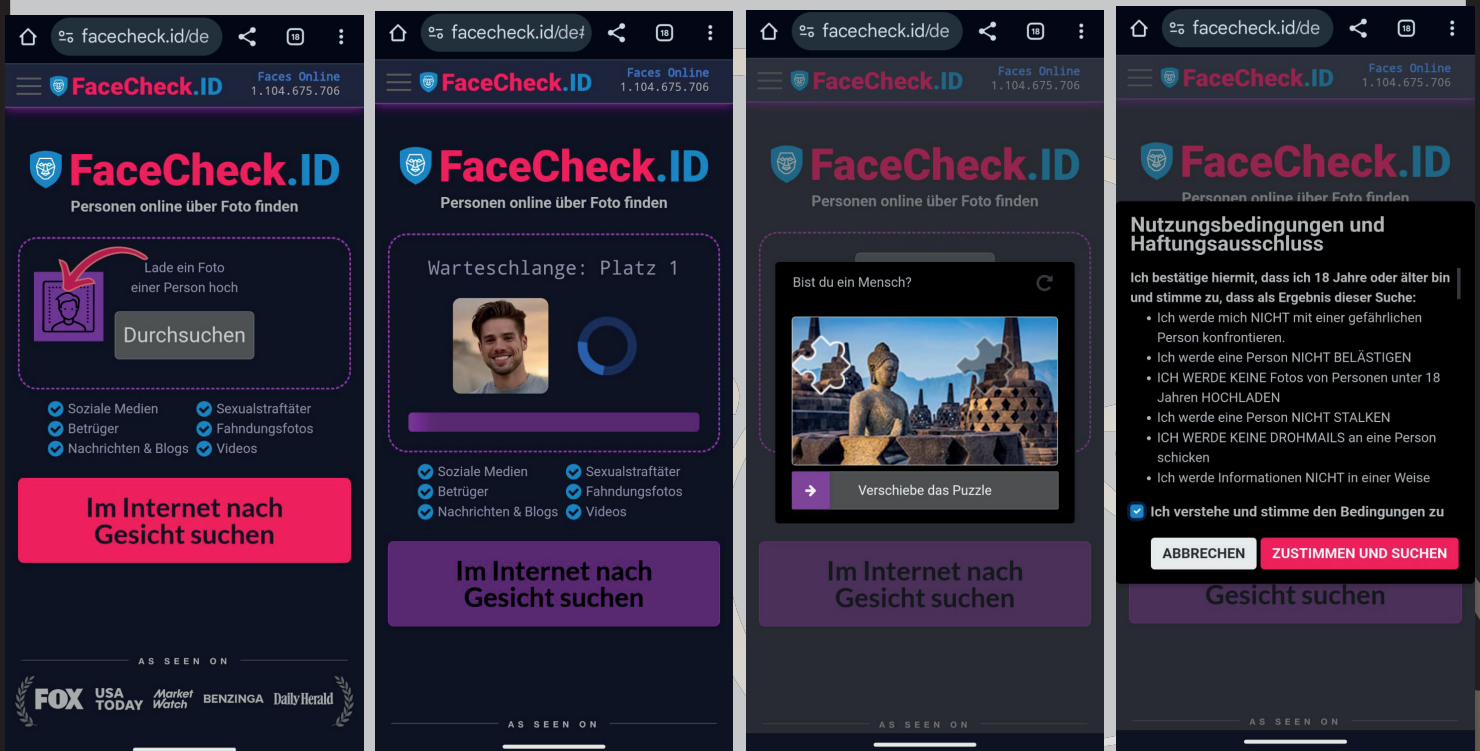 facecheck.id/de
18
FaceCheck.ID
Faces Online
1.104.675.706
FaceCheck.ID
Personen online über Foto finden
Lade ein Foto
einer Person hoch
Durchsuchen
Soziale Medien
Sexualstraftäter
Betrüger
Fahndungsfotos
Nachrichten & Blogs
Videos
Im Internet nach
Gesicht suchen
AS SEEN ON
FOX
USA
TODAY
Market
Watch
BENZINGA
Daily Herald
facecheck.id/de#
18
FaceCheck.ID
Faces Online
1.104.675.706
FaceCheck.ID
Personen online über Foto finden
Warteschlange: Platz 1
Soziale Medien
Sexualstraftäter
Betrüger
Fahndungsfotos
Nachrichten & Blogs
Videos
Im Internet nach
Gesicht suchen
AS SEEN ON
facecheck.id/de
18
FaceCheck.ID
Faces Online
1.104.675.706
FaceCheck.ID
Personen online über Foto finden
Bist du ein Mensch?
Verschiebe das Puzzle
Im Internet nach
Gesicht suchen
AS SEEN ON
facecheck.id/de
18
FaceCheck.ID
Faces Online
1.104.675.706
FaceCheck.ID
Personen online über Foto finden
Nutzungsbedingungen und
Haftungsausschluss
Ich bestätige hiermit, dass ich 18 Jahre oder älter bin
und stimme zu, dass als Ergebnis dieser Suche:
• Ich werde mich NICHT mit einer gefährlichen
Person konfrontieren.
• Ich werde eine Person NICHT BELÄSTIGEN
• ICH WERDE KEINE Fotos von Personen unter 18
Jahren HOCHLADEN
• Ich werde eine Person NICHT STALKEN
• ICH WERDE KEINE DROHMAILS an eine Person
schicken
• Ich werde Informationen NICHT in einer Weise
Ich verstehe und stimme den Bedingungen zu
ABBRECHEN
ZUSTIMMEN UND SUCHEN
Gesicht suchen
AS SEEN ON